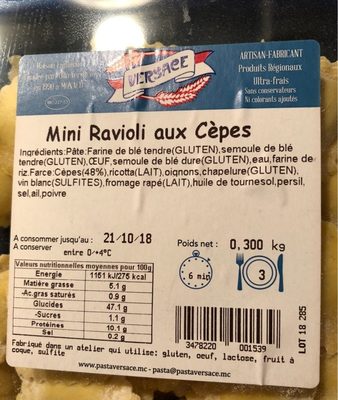 VERSACE
ARTISAN-FABRICANT
Produits Régionaux
Ultra-frais
Sans conservateurs
Ni colorants ajoutés
Mini Ravioli aux Cèpes
Ingrédients:Pâte:Farine de blé tendre(GLUTEN),semoule de blé
tendre(GLUTEN),ŒUF,semoule de blé dure(GLUTEN),eau,farine de
riz.Farce:Cèpes(48%),ricotta(LAIT),oignons,chapelure(GLUTEN),
vin blanc(SULFITES),fromage rapé(LAIT),huile de tournesol,persil,
sel,ail,poivre.
A consommer jusqu'au : 21/10/18
A conserver
entre 0/+4°C
Poids net : 0,300 kg
6 min
3
Valeurs nutritionnelles moyennes pour 100g
Energie 1151 kJ/275 kcal
Matière grasse 5.1 g
-Ac.gras saturés 0.9 g
Glucides 47.1 g
-Sucres 1.1 g
Protéines 10.1 g
Sel 0.2 g
3478220 001539
LOT 18 285
Fabriqué dans un atelier qui utilise: gluten, oeuf, lactose, fruit à
coque, sulfite
www.pastaversace.mc - pasta@pastaversace.mc